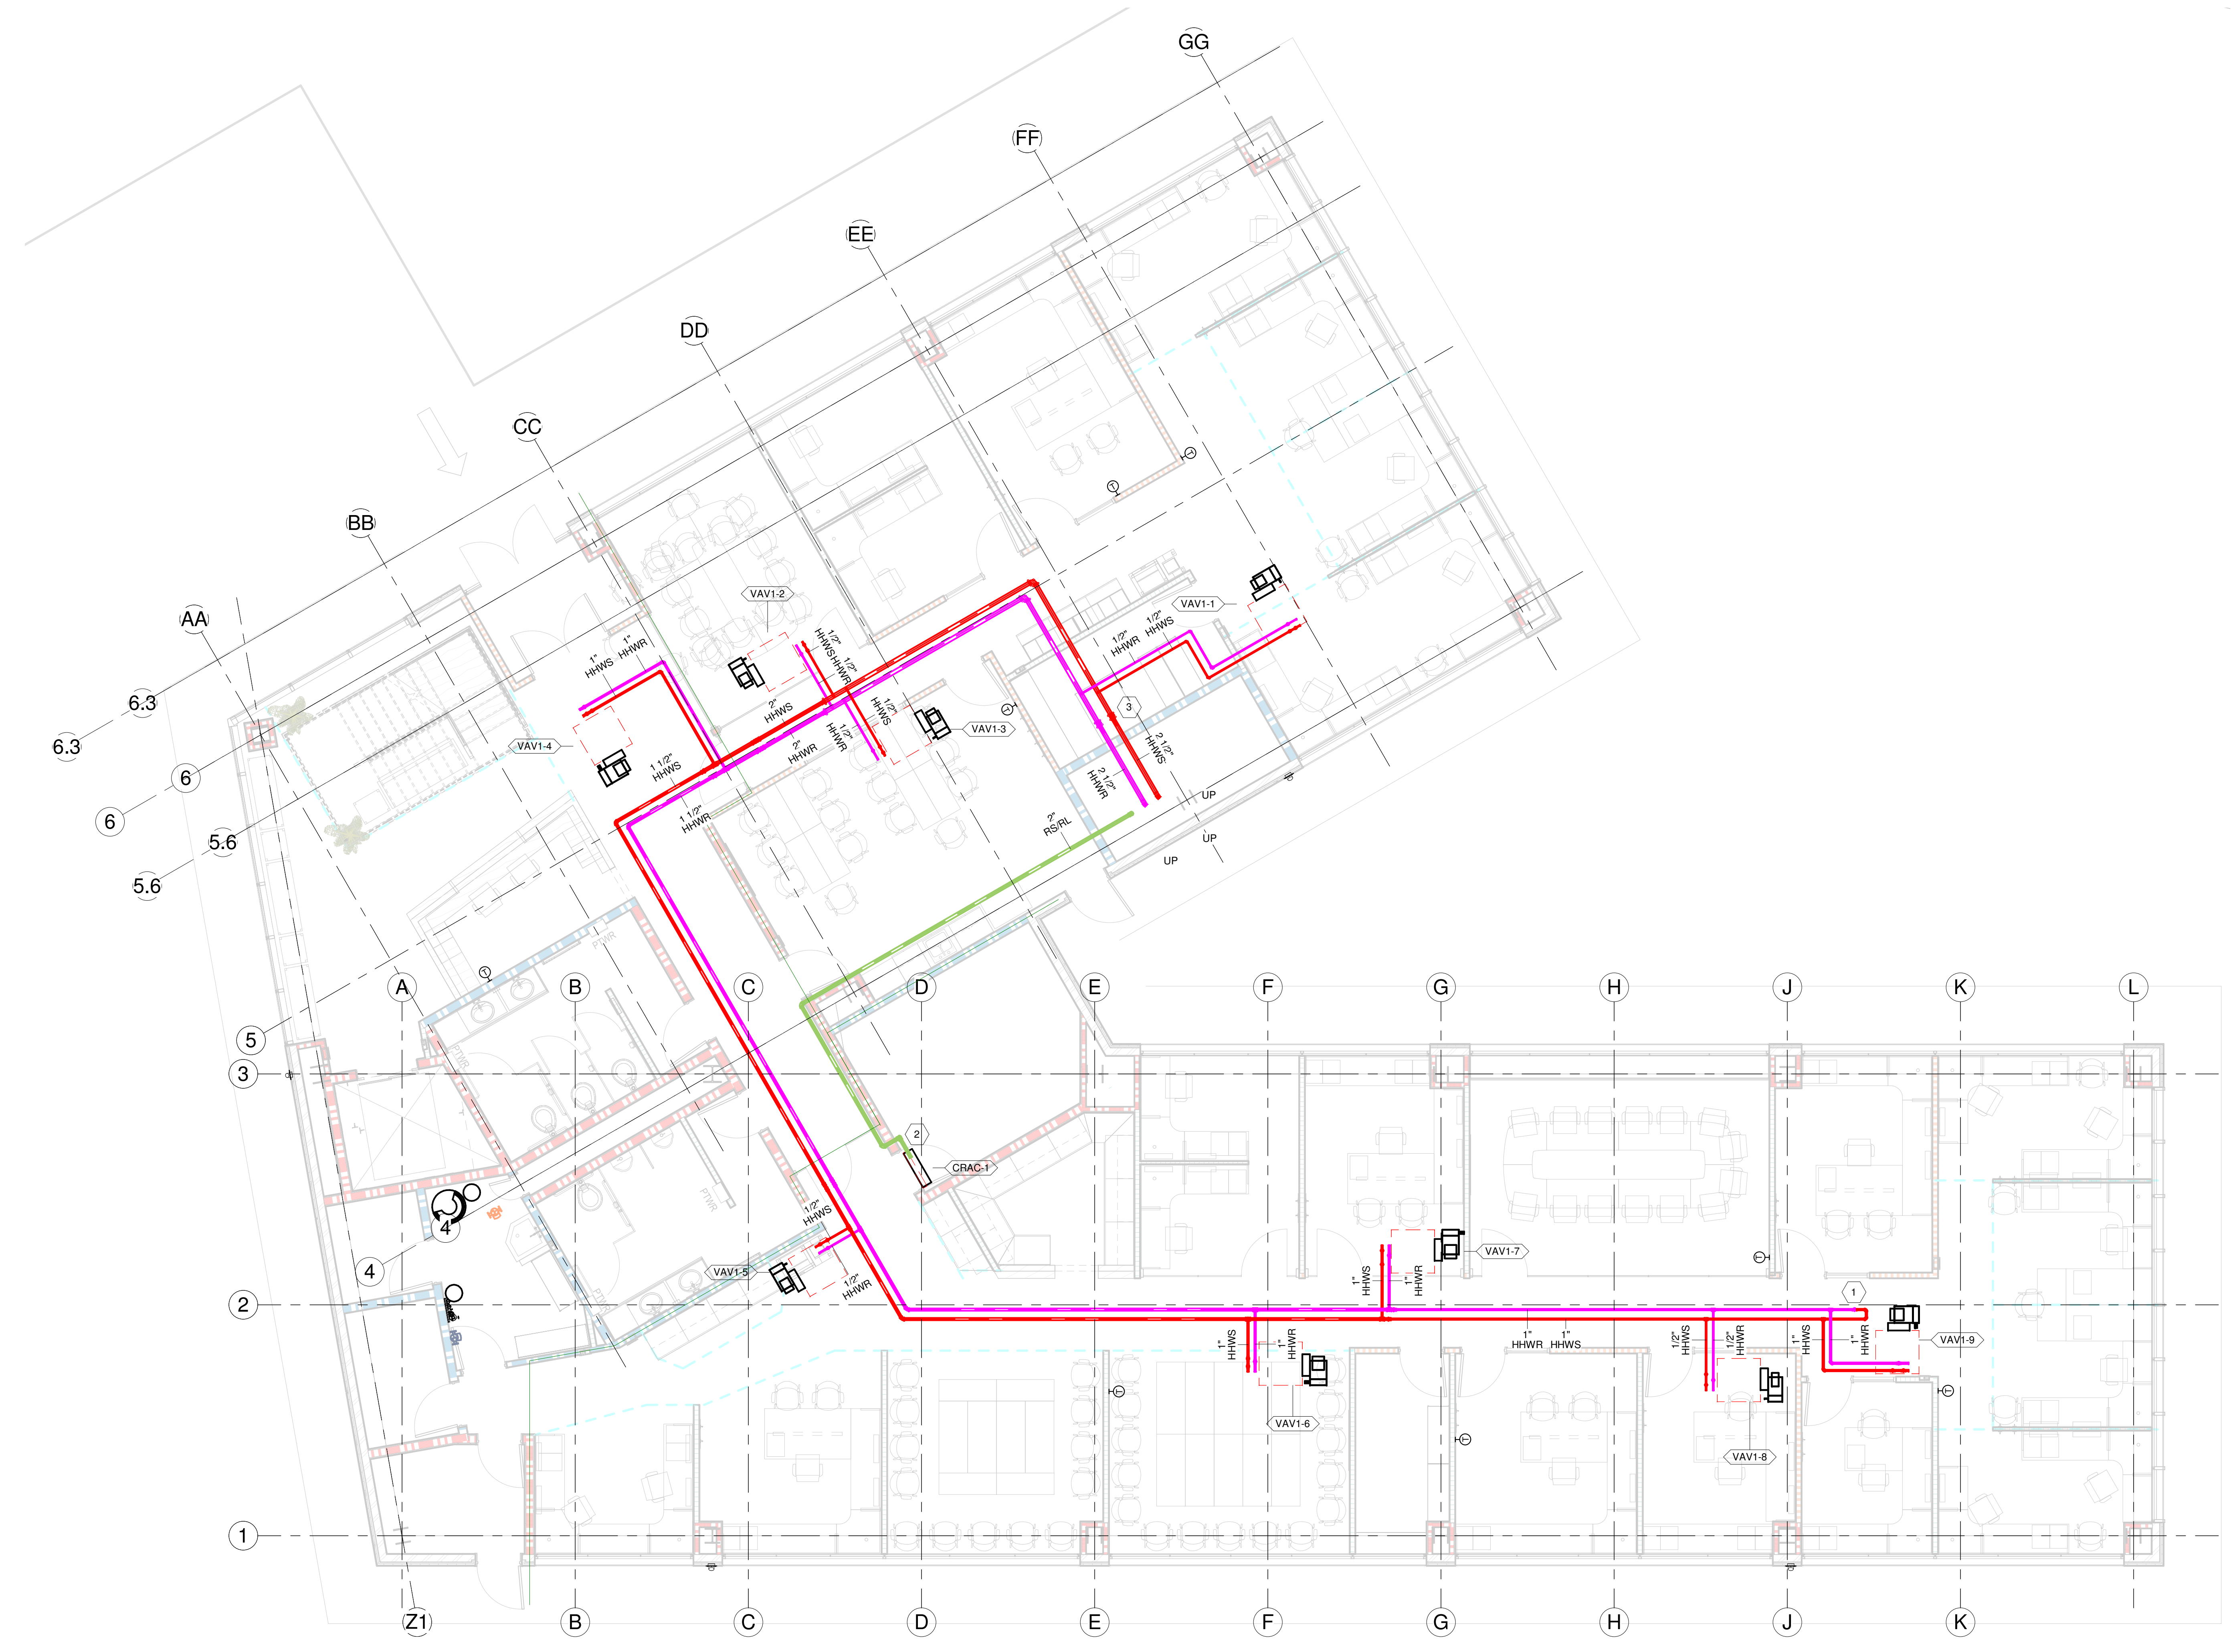 GG
FF
EE
DD
CC
BB
AA
6.3
6.3
6
6
5.6
5.6
5
4
4
VAV1-2
VAV1-1
1/2"
HHWR
1/2"
HHWS
1/2"
HHWS
1/2"
HHWR
1"
HHWS
HHWR
2"
HHWS
2"
HHWR
1/2"
HHWS
1/2"
HHWR
VAV1-3
VAV1-4
3
2 1/2"
HHWS
2 1/2"
HHWR
1 1/2"
HHWS
1 1/2"
HHWR
UP
UP
UP
2"
RS/RL
PTWR
PTWR
PTWR
PTWR
A
B
C
D
E
F
G
H
J
K
L
3
2
CRAC-1
1/2"
HHWS
VAV1-5
1/2"
HHWR
VAV1-7
1"
HHWS
1"
HHWR
2
1
1"
HHWS
1"
HHWR
1"
HHWR
1"
HHWS
1/2"
HHWS
1/2"
HHWR
1"
HHWS
1"
HHWR
VAV1-9
VAV1-6
VAV1-8
1
Z1
B
C
D
E
F
G
H
J
K
T
T
T
T
T
T
T
T